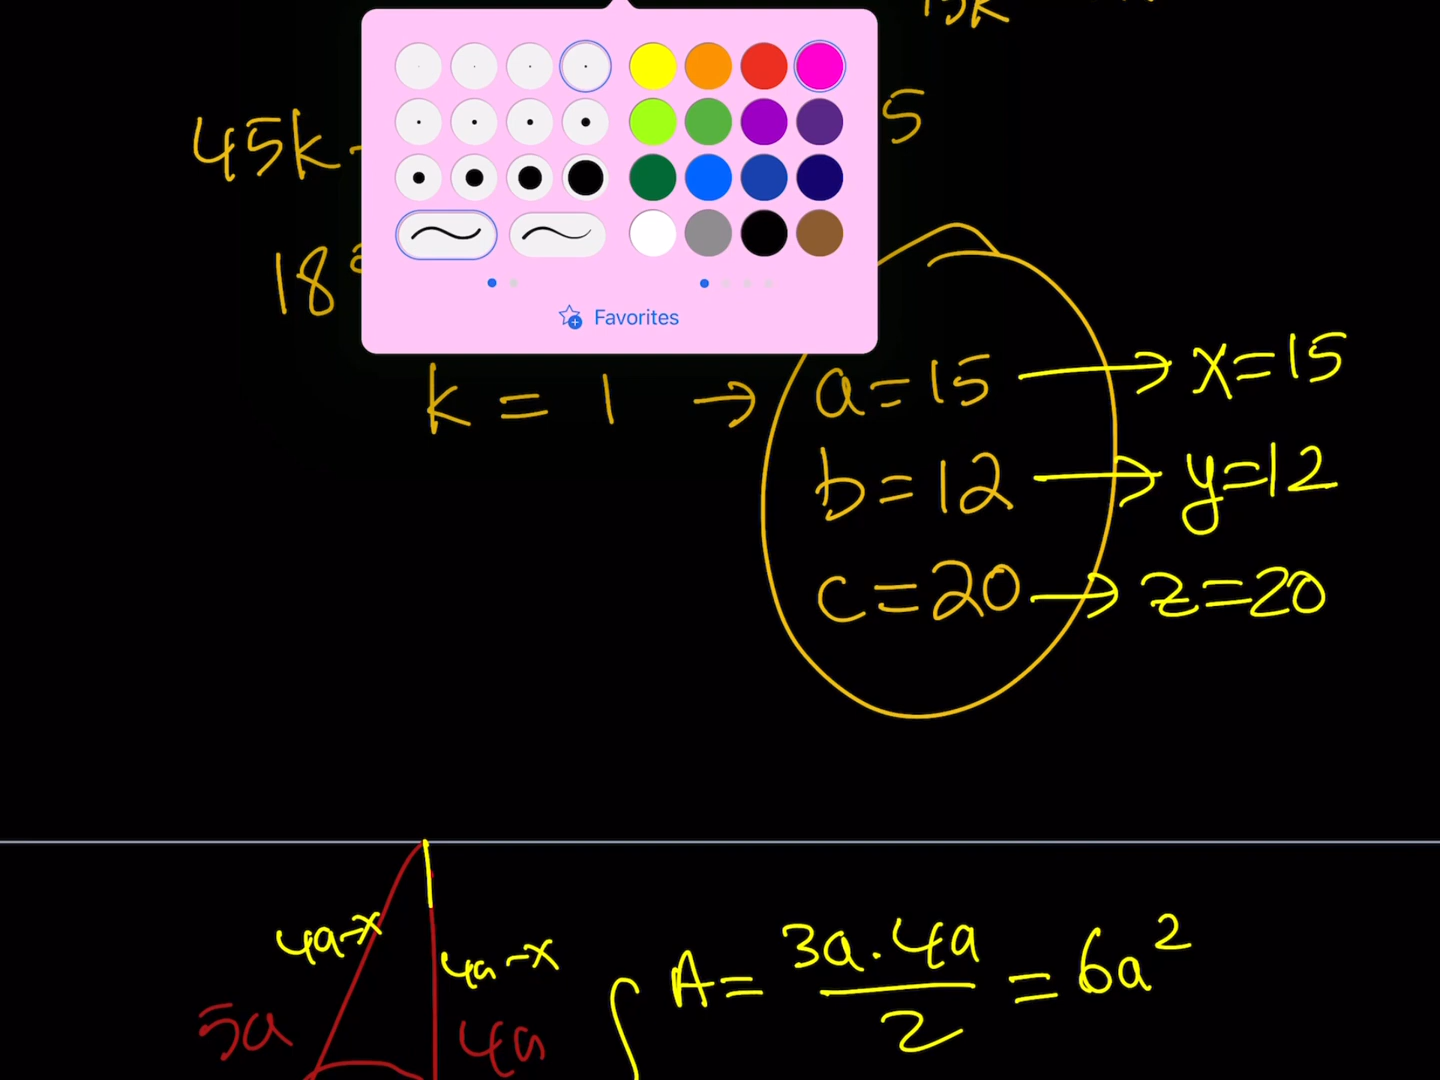 15k
45k- 5
18
Favorites
k = 1 → a=15 → x=15
b=12 → y=12
c=20 → z=20
4a-x
4a-x
5a
4a
A= 3a.4a/2 = 6a²